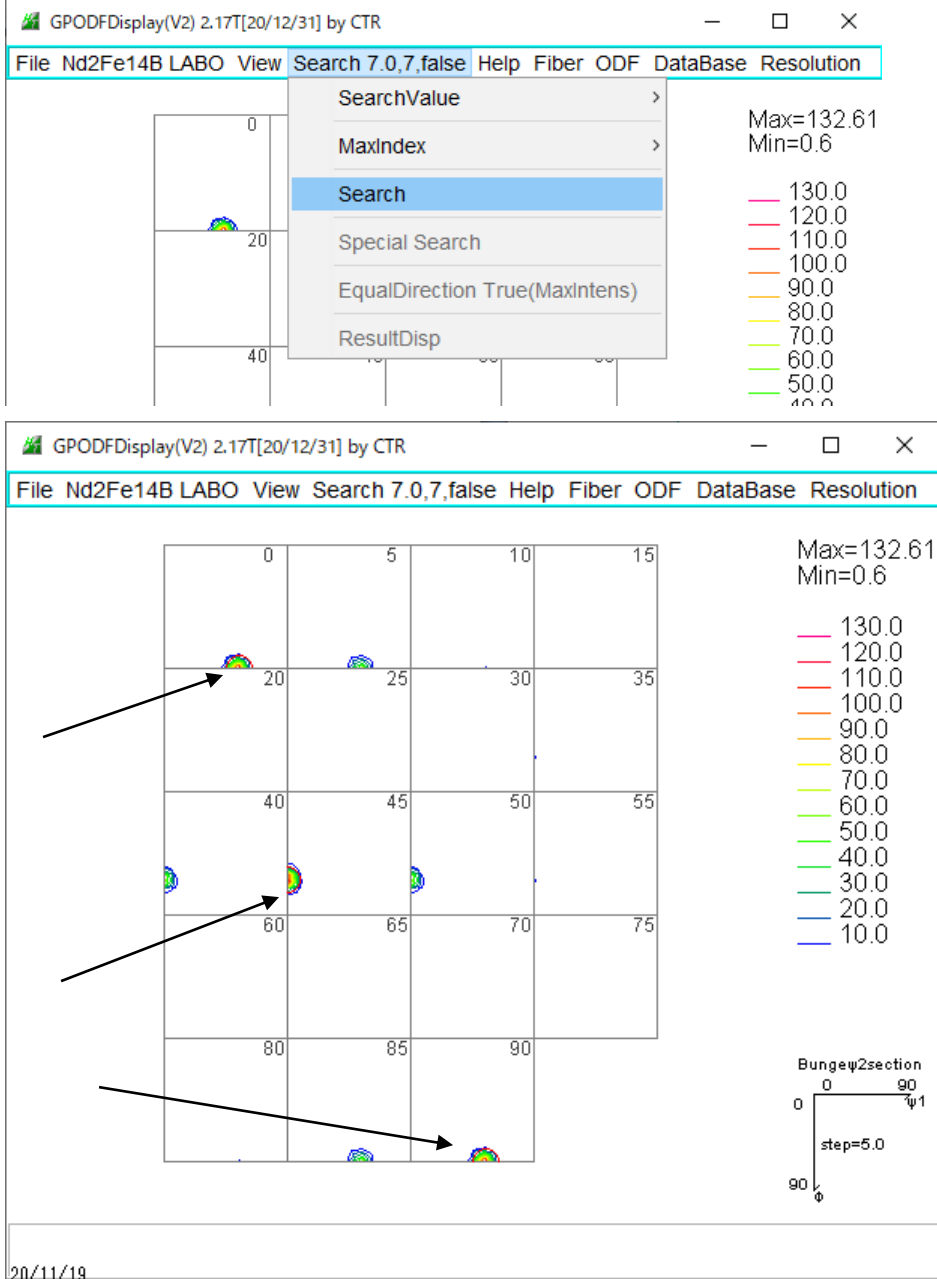 GPODFDisplay(V2) 2.17T[20/12/31] by CTR
File Nd2Fe14B LABO View Search 7.0,7,false Help Fiber ODF DataBase Resolution
SearchValue
MaxIndex
Search
Special Search
EqualDirection True(MaxIntens)
ResultDisp
0
20
40
Max=132.61
Min=0.6
130.0
120.0
110.0
100.0
90.0
80.0
70.0
60.0
50.0
GPODFDisplay(V2) 2.17T[20/12/31] by CTR
File Nd2Fe14B LABO View Search 7.0,7,false Help Fiber ODF DataBase Resolution
0 5 10 15
20 25 30 35
40 45 50 55
60 65 70 75
80 85 90
Max=132.61
Min=0.6
130.0
120.0
110.0
100.0
90.0
80.0
70.0
60.0
50.0
40.0
30.0
20.0
10.0
Bungeψ2section
0 90
0 ψ1
step=5.0
90
Φ
20/11/19